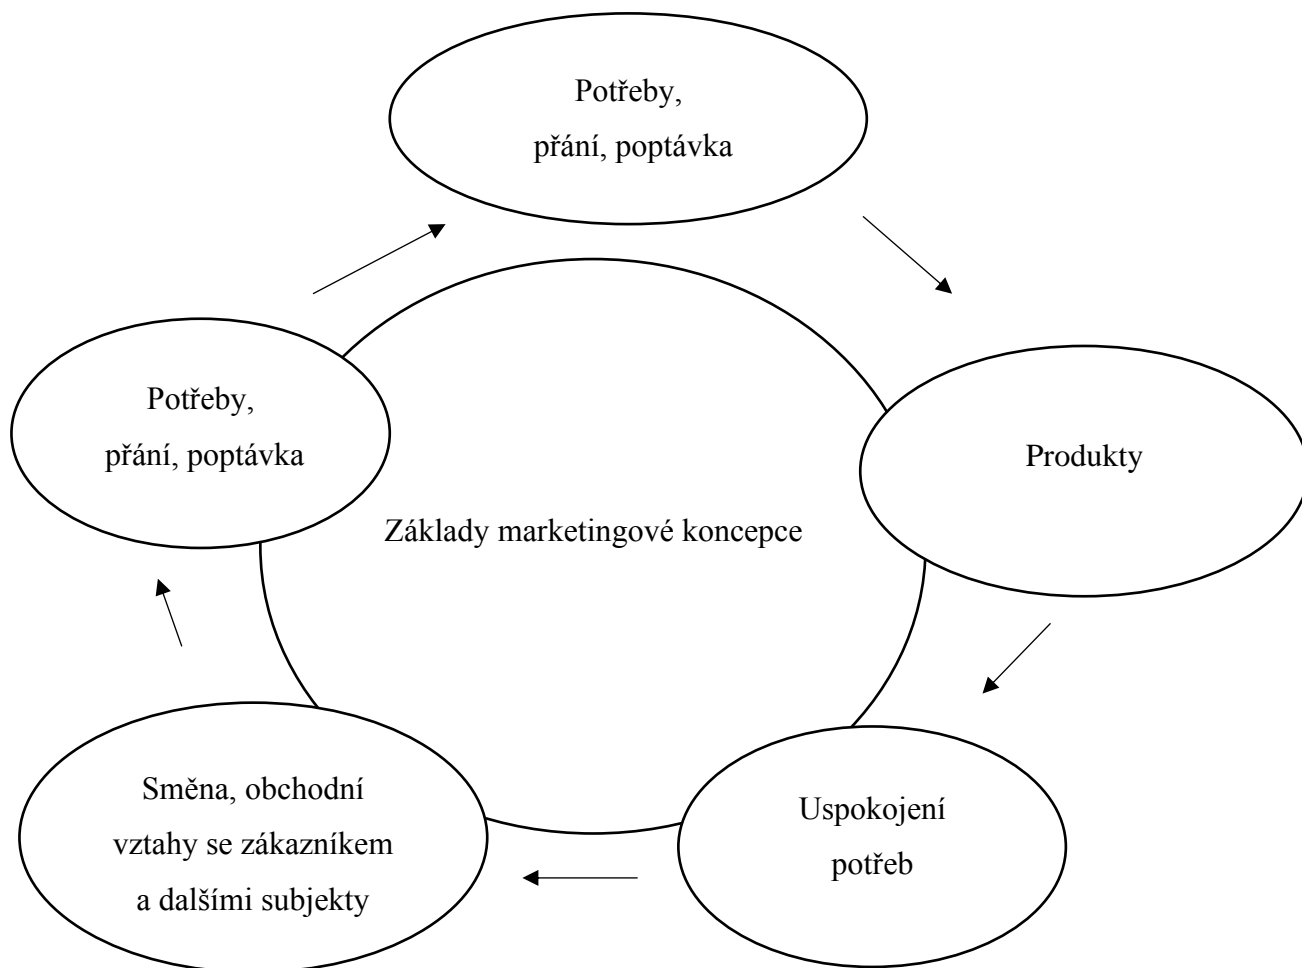 Potřeby,
přání, poptávka
Potřeby,
přání, poptávka
Produkty
Základy marketingové koncepce
Směna, obchodní
vztahy se zákazníkem
a dalšími subjekty
Uspokojení
potřeb